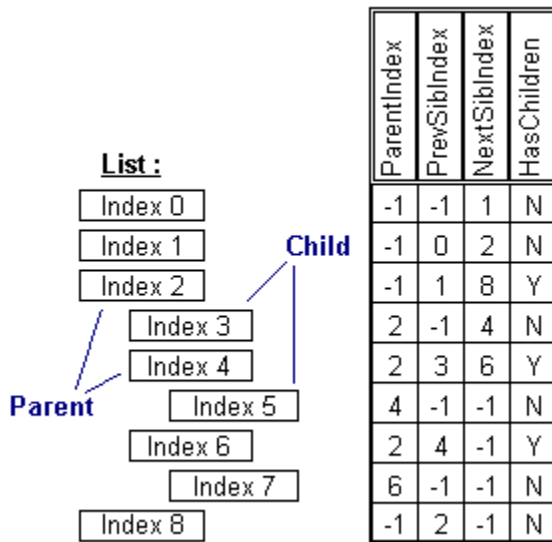 ParentIndex PrevSibIndex NextSibIndex HasChildren
List :
Index 0 -1 -1 1 N
Index 1 Child -1 0 2 N
Index 2 -1 1 8 Y
Index 3 2 -1 4 N
Index 4 2 3 6 Y
Parent Index 5 4 -1 -1 N
Index 6 2 4 -1 Y
Index 7 6 -1 -1 N
Index 8 -1 2 -1 N